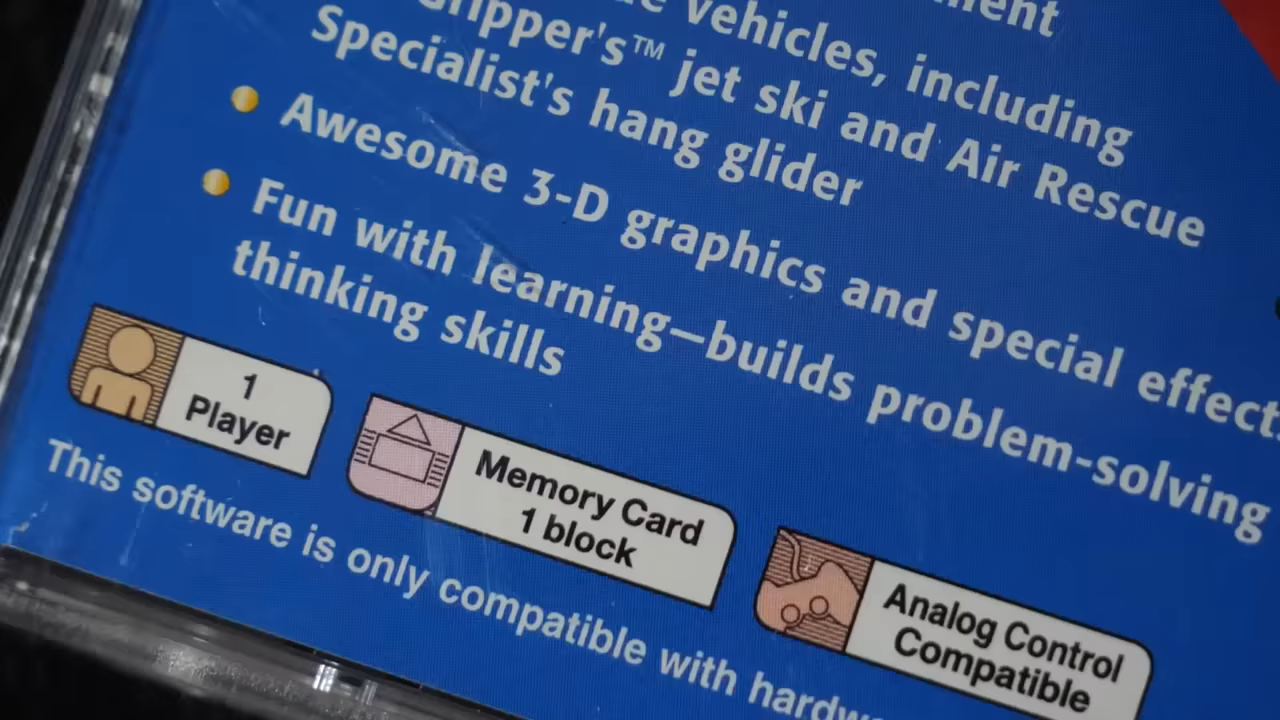 vehicles, including
Gripper's™ jet ski and Air Rescue
Specialist's hang glider
Awesome 3-D graphics and special effects
Fun with learning—builds problem-solving
thinking skills
1
Player
Memory Card
1 block
Analog Control
Compatible
This software is only compatible with